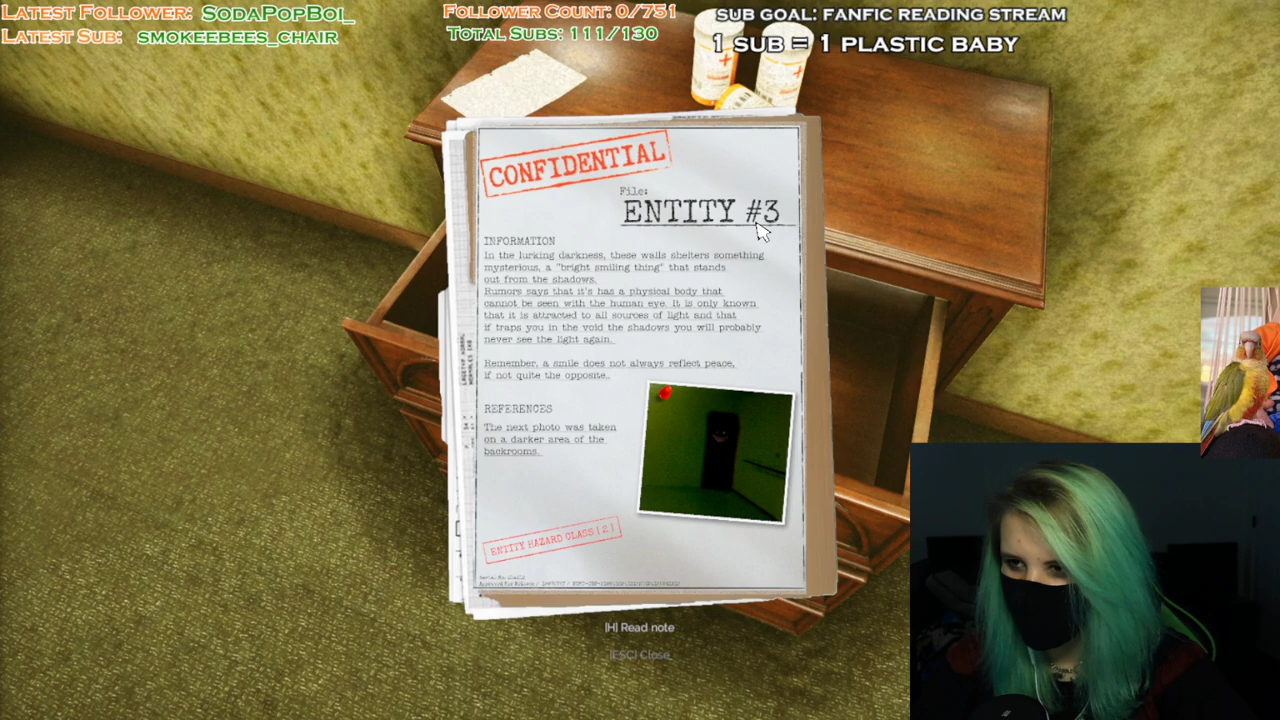 LATEST FOLLOWER: SODAPOPBOI_
LATEST SUB: SMOKEEBEES_CHAIR
FOLLOWER COUNT: 0/751
TOTAL SUBS: 111/130
SUB GOAL: FANFIC READING STREAM
1 SUB = 1 PLASTIC BABY
CONFIDENTIAL
File:
ENTITY #3
INFORMATION
In the lurking darkness, these walls shelters something
mysterious, a "bright smiling thing" that stands
out from the shadows.
Rumors says that it's has a physical body that
cannot be seen with the human eye. It is only known
that it is attracted to all sources of light and that
if traps you in the void the shadows you will probably
never see the light again.
Remember, a smile does not always reflect peace,
if not quite the opposite..
REFERENCES
The next photo was taken
on a darker area of the
backrooms.
ENTITY HAZARD CLASS [ 2 ]
[H] Read note
[ESC] Close